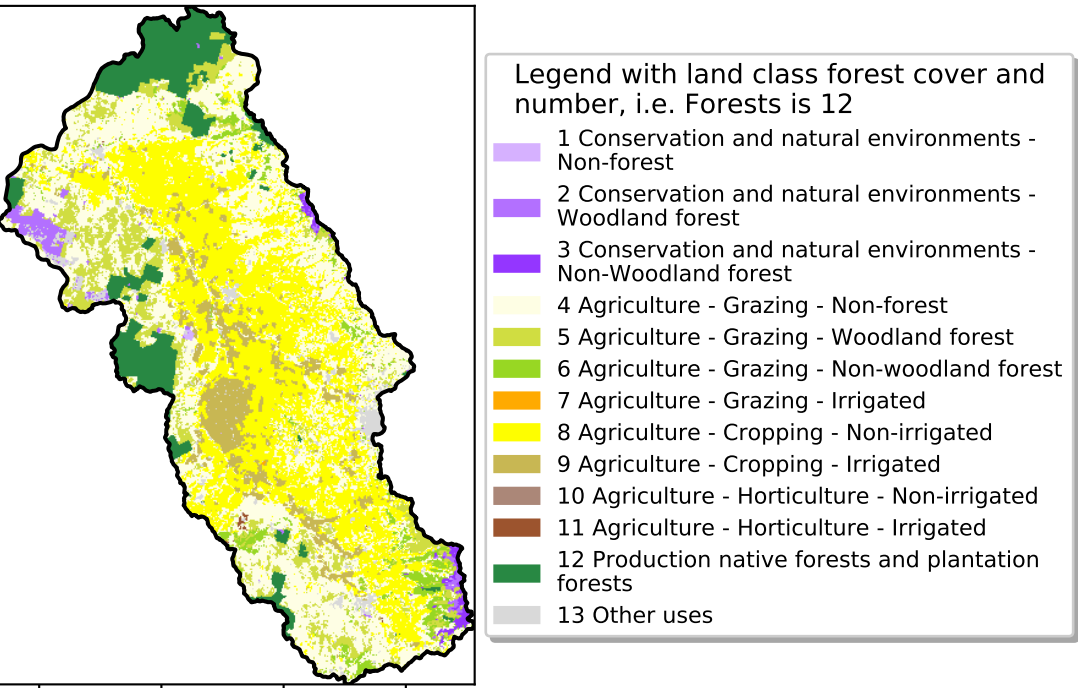 Legend with land class forest cover and
number, i.e. Forests is 12
1 Conservation and natural environments -
Non-forest
2 Conservation and natural environments -
Woodland forest
3 Conservation and natural environments -
Non-Woodland forest
4 Agriculture - Grazing - Non-forest
5 Agriculture - Grazing - Woodland forest
6 Agriculture - Grazing - Non-woodland forest
7 Agriculture - Grazing - Irrigated
8 Agriculture - Cropping - Non-irrigated
9 Agriculture - Cropping - Irrigated
10 Agriculture - Horticulture - Non-irrigated
11 Agriculture - Horticulture - Irrigated
12 Production native forests and plantation
forests
13 Other uses